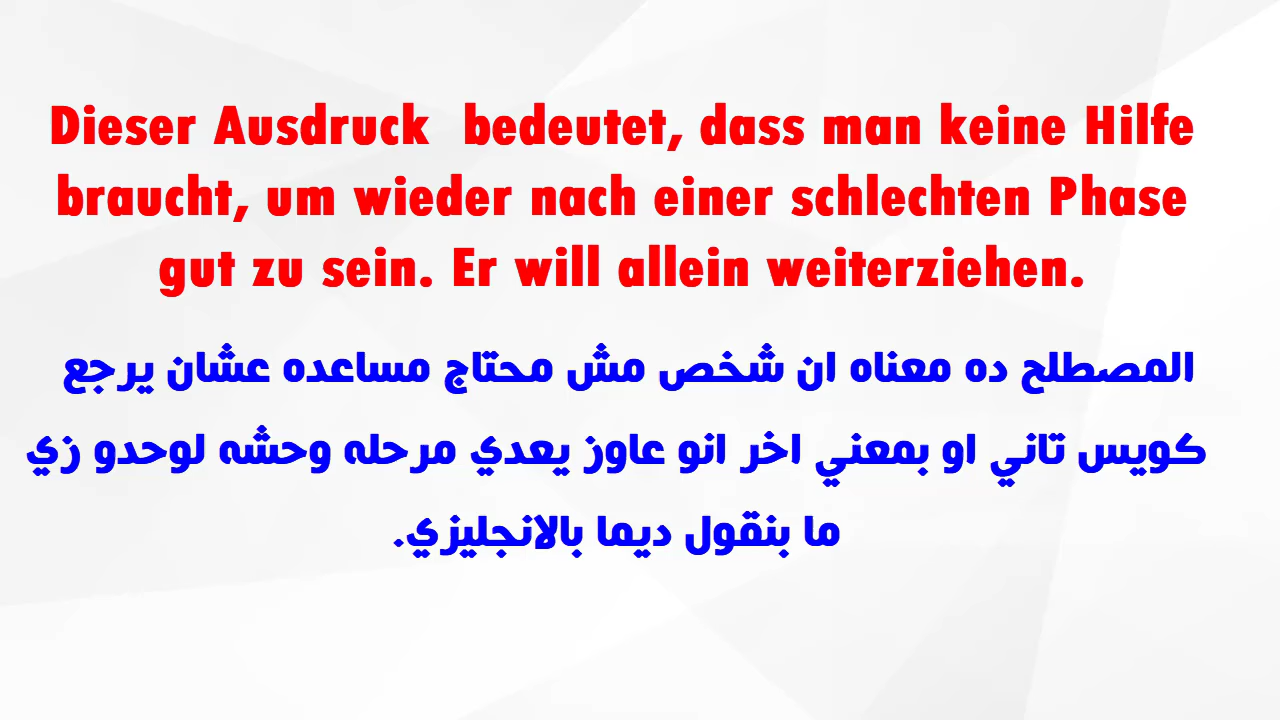 Dieser Ausdruck  bedeutet, dass man keine Hilfe
braucht, um wieder nach einer schlechten Phase
gut zu sein. Er will allein weiterziehen.
المصطلح ده معناه ان شخص مش محتاج مساعده عشان يرجع
كويس تاني او بمعني اخر انو عاوز يعدي مرحله وحشه لوحدو زي
ما بنقول ديما بالانجليزي.